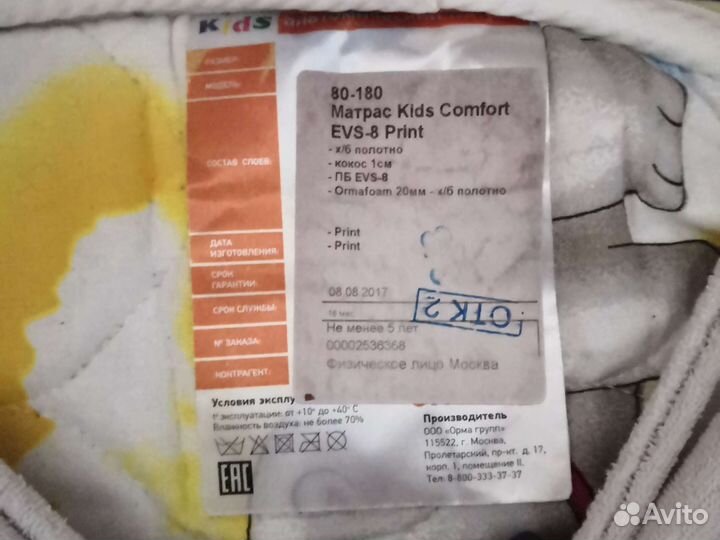 KidS
80-180
РАЗМЕР:
Матрас Kids Comfort
МОДЕЛЬ:
EVS-8 Print
- х/б полотно
- кокос 1см
СОСТАВ СЛОЕВ:
- ПБ EVS-8
- Ormafoam 20мм - х/б полотно
- Print
- Print
ДАТА
ИЗГОТОВЛЕНИЯ:
08.08.2017
СРОК
ГАРАНТИИ:
18 мес
ОТК 2
СРОК СЛУЖБЫ:
Не менее 5 лет
№ ЗАКАЗА:
00002536368
КОНТРАГЕНТ:
Физическое лицо Москва
Условия эксплу
t° эксплуатации: от +10° до +40° С
Влажность воздуха: не более 70%
EAC
Производитель
ООО «Орма групп»
115522, г. Москва,
Пролетарский, пр-кт. д. 17,
корп. 1, помещение II.
Тел: 8-800-333-37-37
Avito